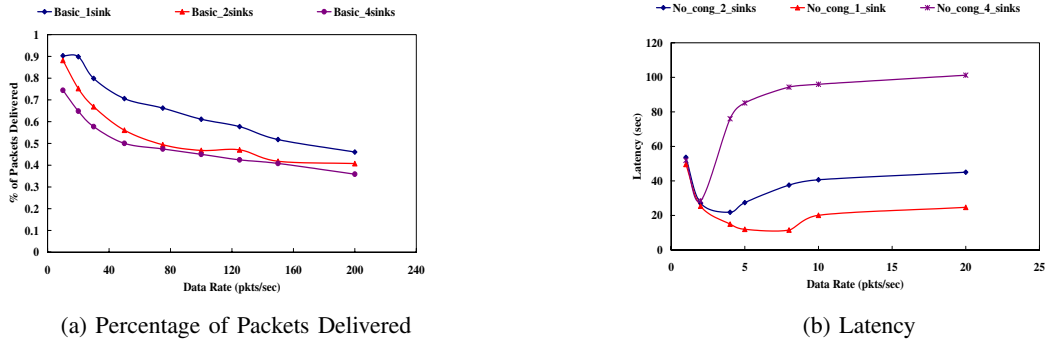 Basic_1sink Basic_2sinks Basic_4sinks
1
0.9
0.8
0.7
0.6
0.5
0.4
0.3
0.2
0.1
0
% of Packets Delivered
0 40 80 120 160 200 240
Data Rate (pkts/sec)
(a) Percentage of Packets Delivered
No_cong_2_sinks No_cong_1_sink No_cong_4_sinks
120
100
80
60
40
20
0
Latency (sec)
0 5 10 15 20 25
Data Rate (pkts/sec)
(b) Latency